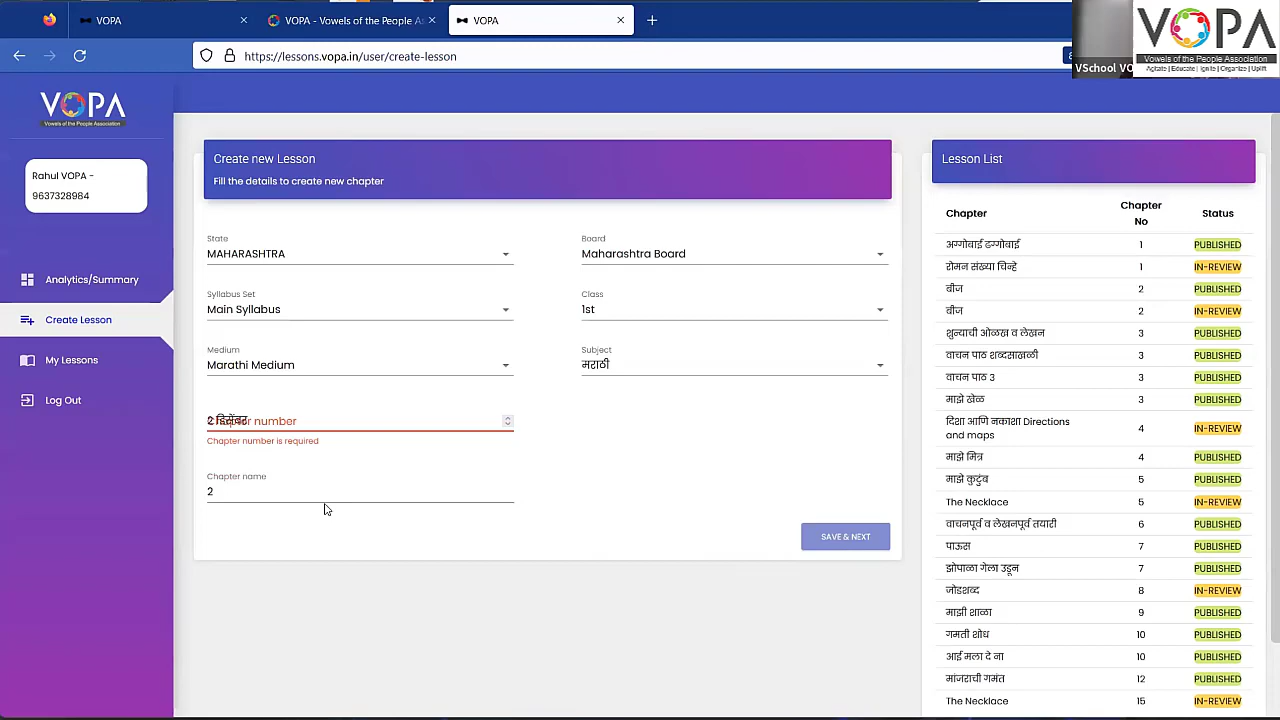 VOPA
VOPA - Vowels of the People As
VOPA
https://lessons.vopa.in/user/create-lesson
VOPA
Vowels of the People Association
Agitate | Educate | Ignite | Organize | Uplift
VSchool VO
VOPA
Vowels of the People Association
Rahul VOPA -
9637328984
Analytics/Summary
Create Lesson
My Lessons
Log Out
Create new Lesson
Fill the details to create new chapter
State
MAHARASHTRA
Board
Maharashtra Board
Syllabus Set
Main Syllabus
Class
1st
Medium
Marathi Medium
Subject
मराठी
2 डिसेंबर
Chapter number
Chapter number is required
Chapter name
2
SAVE & NEXT
Lesson List
Chapter Chapter No Status
अग्गोबाई ढग्गोबाई 1 PUBLISHED
रोमन संख्या चिन्हे 1 IN-REVIEW
बीज 2 PUBLISHED
बीज 2 IN-REVIEW
शुन्याची ओळख व लेखन 3 PUBLISHED
वाचन पाठ शब्दसाखळी 3 PUBLISHED
वाचन पाठ 3 3 PUBLISHED
माझे खेळ 3 PUBLISHED
दिशा आणि नकाशा Directions and maps 4 IN-REVIEW
माझे मित्र 4 PUBLISHED
माझे कुटुंब 5 PUBLISHED
The Necklace 5 IN-REVIEW
वाचनपूर्व व लेखनपूर्व तयारी 6 PUBLISHED
पाऊस 7 PUBLISHED
झोपाळा गेला उडून 7 PUBLISHED
जोडशब्द 8 IN-REVIEW
माझी शाळा 9 PUBLISHED
गमती शोध 10 PUBLISHED
आई मला दे ना 10 PUBLISHED
मांजराची गमंत 12 PUBLISHED
The Necklace 15 IN-REVIEW